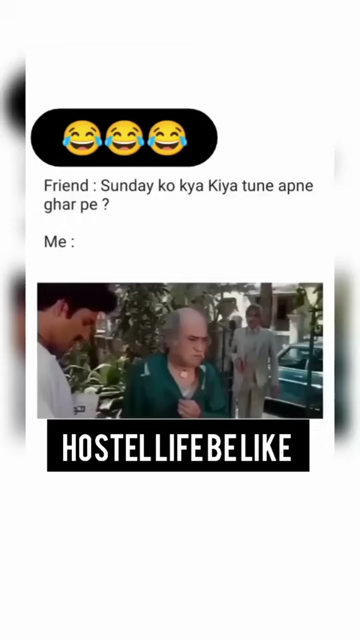 😂😂😂
Friend : Sunday ko kya Kiya tune apne
ghar pe ?
Me :
HOSTEL LIFE BE LIKE